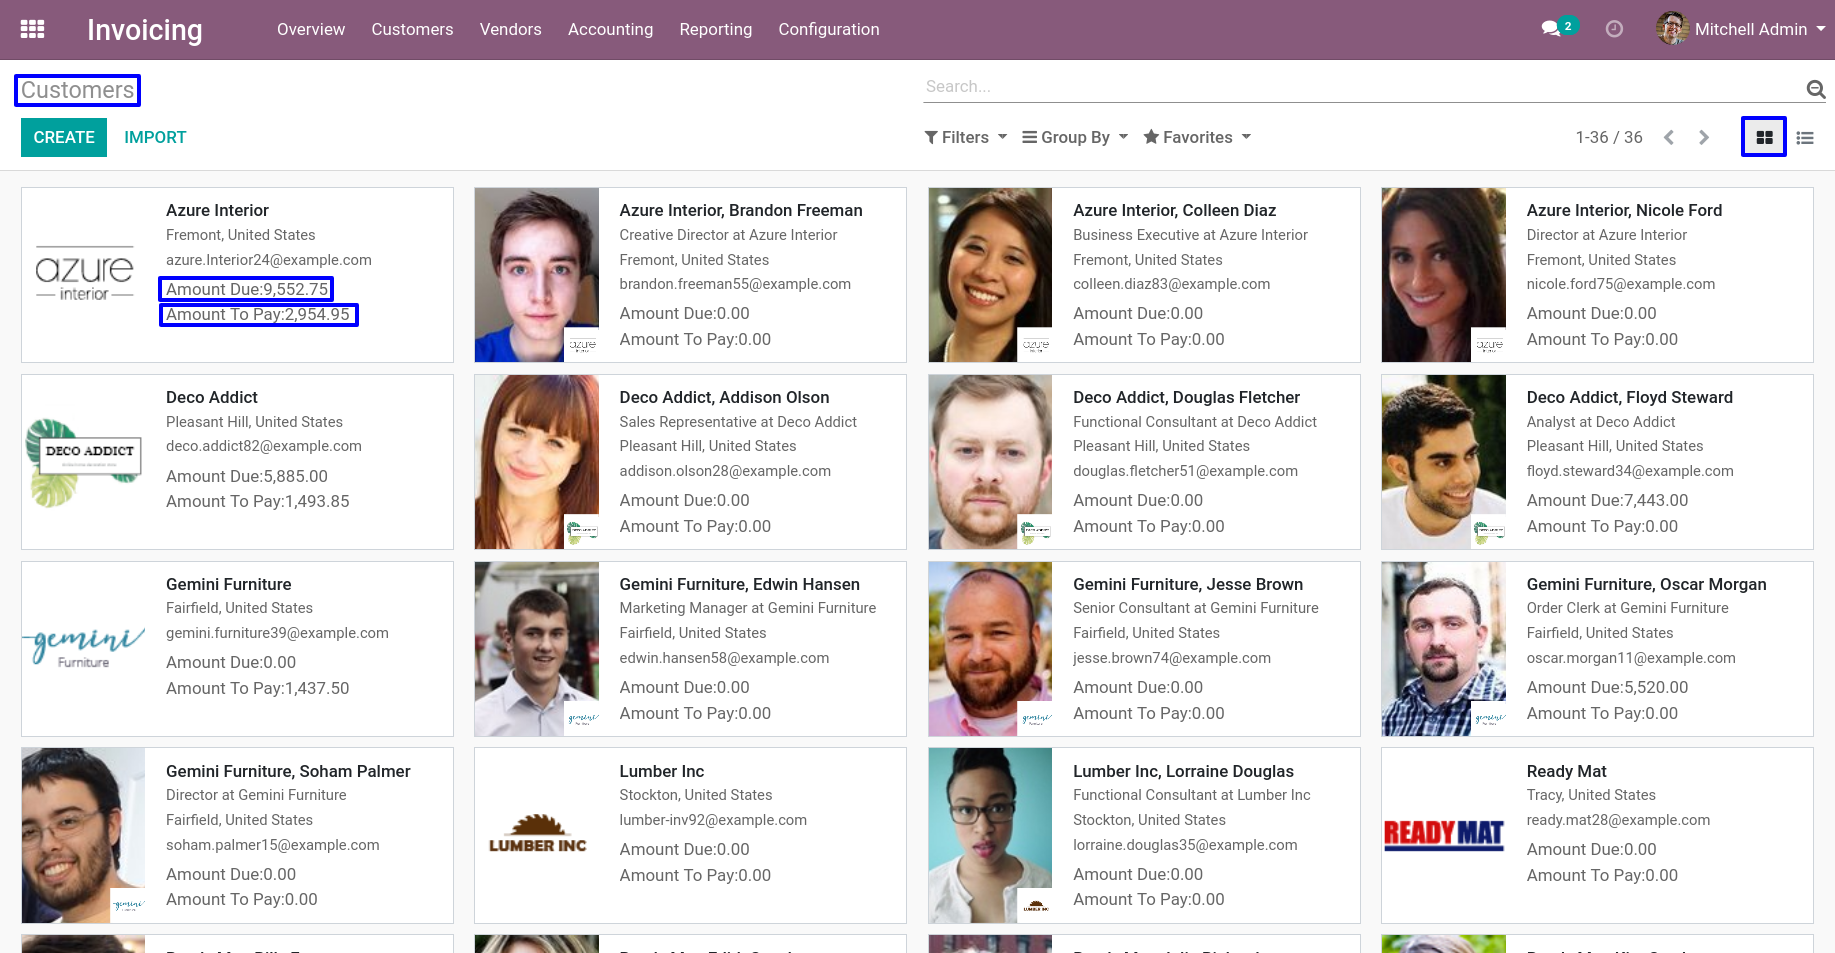 Invoicing
Overview Customers Vendors Accounting Reporting Configuration
2
Mitchell Admin
Customers
Search...
CREATE IMPORT
Filters Group By Favorites
1-36 / 36
azure
interior
Azure Interior
Fremont, United States
azure.Interior24@example.com
Amount Due:9,552.75
Amount To Pay:2,954.95
azure
interior
Azure Interior, Brandon Freeman
Creative Director at Azure Interior
Fremont, United States
brandon.freeman55@example.com
Amount Due:0.00
Amount To Pay:0.00
azure
interior
Azure Interior, Colleen Diaz
Business Executive at Azure Interior
Fremont, United States
colleen.diaz83@example.com
Amount Due:0.00
Amount To Pay:0.00
azure
interior
Azure Interior, Nicole Ford
Director at Azure Interior
Fremont, United States
nicole.ford75@example.com
Amount Due:0.00
Amount To Pay:0.00
DECO ADDICT
Deco Addict
Pleasant Hill, United States
deco.addict82@example.com
Amount Due:5,885.00
Amount To Pay:1,493.85
DECO ADDICT
Deco Addict, Addison Olson
Sales Representative at Deco Addict
Pleasant Hill, United States
addison.olson28@example.com
Amount Due:0.00
Amount To Pay:0.00
DECO ADDICT
Deco Addict, Douglas Fletcher
Functional Consultant at Deco Addict
Pleasant Hill, United States
douglas.fletcher51@example.com
Amount Due:0.00
Amount To Pay:0.00
DECO ADDICT
Deco Addict, Floyd Steward
Analyst at Deco Addict
Pleasant Hill, United States
floyd.steward34@example.com
Amount Due:7,443.00
Amount To Pay:0.00
gemini
Furniture
Gemini Furniture
Fairfield, United States
gemini.furniture39@example.com
Amount Due:0.00
Amount To Pay:1,437.50
gemini
Gemini Furniture, Edwin Hansen
Marketing Manager at Gemini Furniture
Fairfield, United States
edwin.hansen58@example.com
Amount Due:0.00
Amount To Pay:0.00
gemini
Gemini Furniture, Jesse Brown
Senior Consultant at Gemini Furniture
Fairfield, United States
jesse.brown74@example.com
Amount Due:0.00
Amount To Pay:0.00
gemini
Gemini Furniture, Oscar Morgan
Order Clerk at Gemini Furniture
Fairfield, United States
oscar.morgan11@example.com
Amount Due:5,520.00
Amount To Pay:0.00
gemini
Gemini Furniture, Soham Palmer
Director at Gemini Furniture
Fairfield, United States
soham.palmer15@example.com
Amount Due:0.00
Amount To Pay:0.00
LUMBER INC
Lumber Inc
Stockton, United States
lumber-inv92@example.com
Amount Due:0.00
Amount To Pay:0.00
LUMBER INC
Lumber Inc, Lorraine Douglas
Functional Consultant at Lumber Inc
Stockton, United States
lorraine.douglas35@example.com
Amount Due:0.00
Amount To Pay:0.00
READY MAT
Ready Mat
Tracy, United States
ready.mat28@example.com
Amount Due:0.00
Amount To Pay:0.00